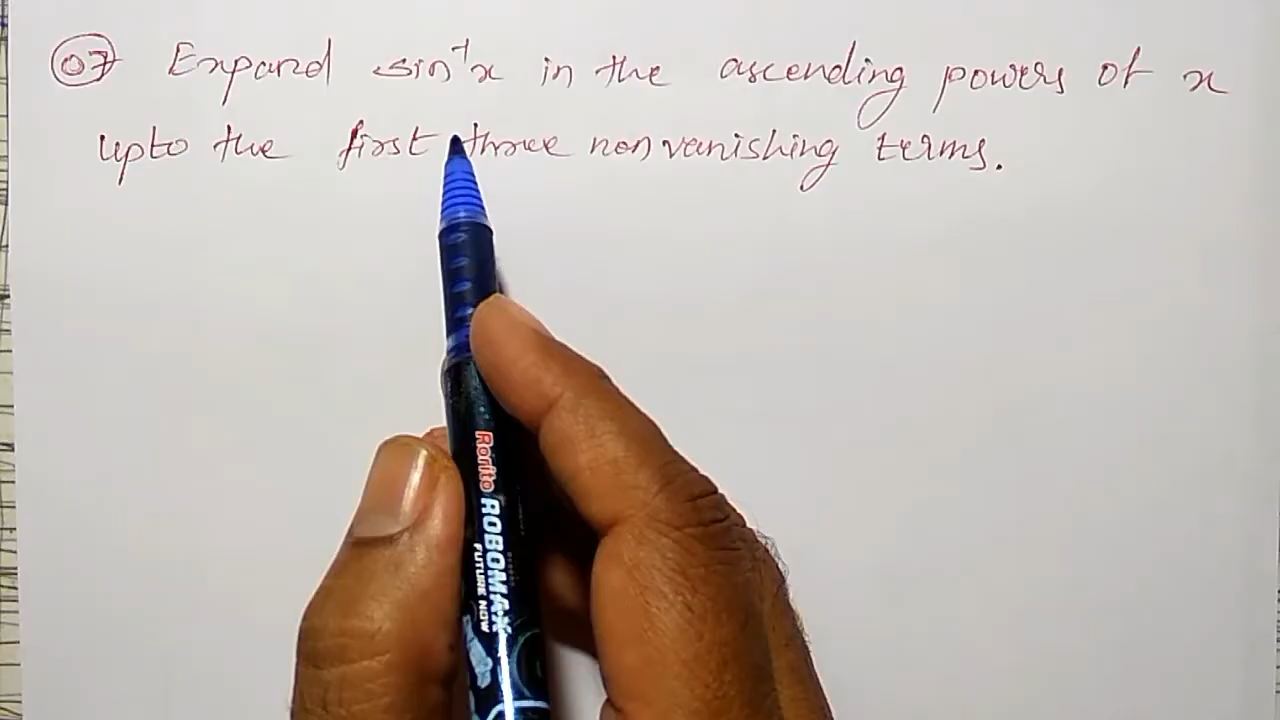 07 Expand sin⁻¹x in the ascending powers of x
upto the first three non vanishing terms.
Rorito
ROBOMAX
FUTURE NOW